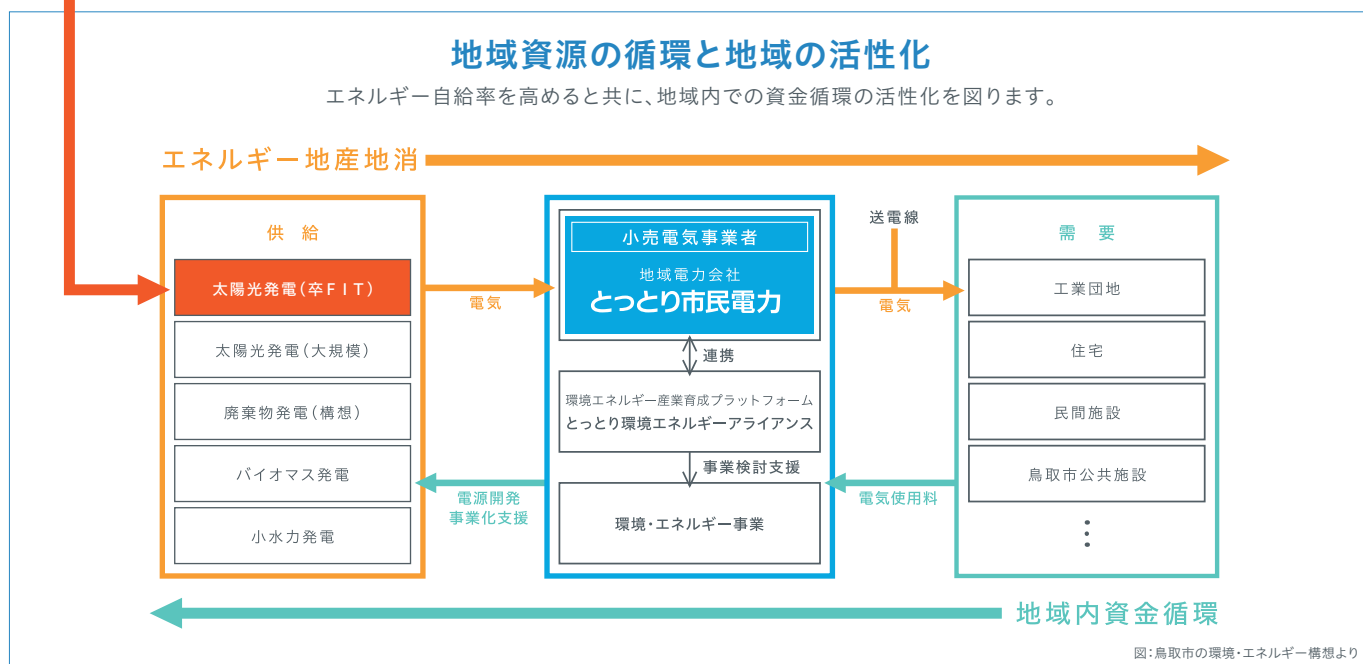 地域資源の循環と地域の活性化
エネルギー自給率を高めると共に、地域内での資金循環の活性化を図ります。
エネルギー地産地消
供給
太陽光発電(卒FIT)
太陽光発電(大規模)
廃棄物発電(構想)
バイオマス発電
小水力発電
電気
電源開発
事業化支援
小売電気事業者
地域電力会社
とっとり市民電力
連携
環境エネルギー産業育成プラットフォーム
とっとり環境エネルギーアライアンス
事業検討支援
環境・エネルギー事業
送電線
電気
電気使用料
需要
工業団地
住宅
民間施設
鳥取市公共施設
⋮
地域内資金循環
図:鳥取市の環境・エネルギー構想より